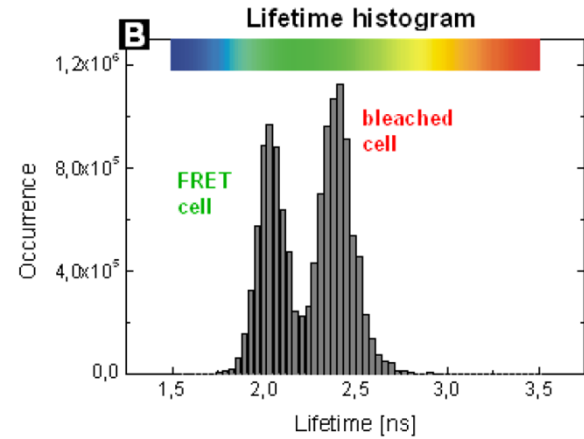 Lifetime histogram
B
1,2x10⁶
8,0x10⁵
4,0x10⁵
0,0
Occurrence
FRET
cell
bleached
cell
1,5
2,0
2,5
3,0
3,5
Lifetime [ns]